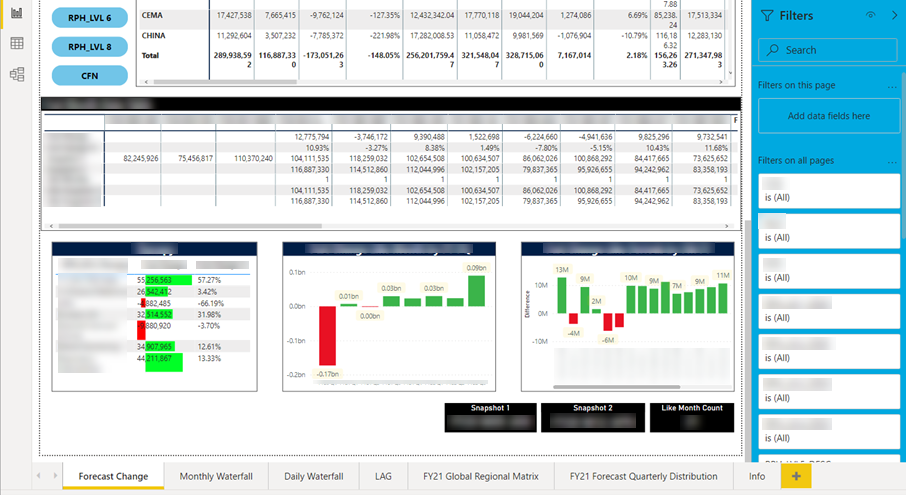 7.88
RPH_LVL 6
CEMA 17,427,538 7,665,415 -9,762,124 -127.35% 12,432,342.04 17,770,118 19,044,204 1,274,086 6.69% 85,238. 17,513,334
24
RPH_LVL 8
CHINA 11,292,604 3,507,232 -7,785,372 -221.98% 17,282,008.53 11,058,472 9,981,569 -1,076,904 -10.79% 116,18 12,283,130
6.32
CFN
Total 289,938,59 116,887,33 -173,051,26 -148.05% 256,201,759. 321,548,04 328,715,06 7,167,014 2.18% 156,26 271,347,98
2 0 3 47 7 0 3.26 3
F
12,775,794 -3,746,172 9,390,488 1,522,698 -6,224,660 -4,941,636 9,825,296 9,732,541
10.93% -3.27% 8.38% 1.49% -7.80% -5.15% 10.43% 11.68%
82,245,926 75,456,817 110,370,240 104,111,535 118,259,032 102,654,508 100,634,507 86,062,026 100,868,292 84,417,665 73,625,652
116,887,330 114,512,860 112,044,996 102,157,205 79,837,365 95,926,655 94,242,962 83,358,193
1 1 1 1 1 1 1 1
104,111,535 118,259,032 102,654,508 100,634,507 86,062,026 100,868,292 84,417,665 73,625,652
116,887,330 114,512,860 112,044,996 102,157,205 79,837,365 95,926,655 94,242,962 83,358,193
55,256,563 57.27%
26,542,412 3.42%
-4,882,485 -66.19%
32,514,552 31.98%
-9,880,920 -3.70%
34,907,965 12.61%
44,211,867 13.33%
0.1bn
0.0bn
-0.1bn
-0.2bn
-0.17bn
0.01bn
0.00bn
0.03bn
0.03bn
0.09bn
Difference
10M
0M
-10M
13M
-4M
9M
2M
-6M
10M
9M
7M
9M
11M
Snapshot 1
Snapshot 2
Like Month Count
Forecast Change
Monthly Waterfall
Daily Waterfall
LAG
FY21 Global Regional Matrix
FY21 Forecast Quarterly Distribution
Info
+
Filters
Search
Filters on this page
...
Add data fields here
Filters on all pages
...
is (All)
is (All)
is (All)
is (All)
is (All)
is (All)
is (All)